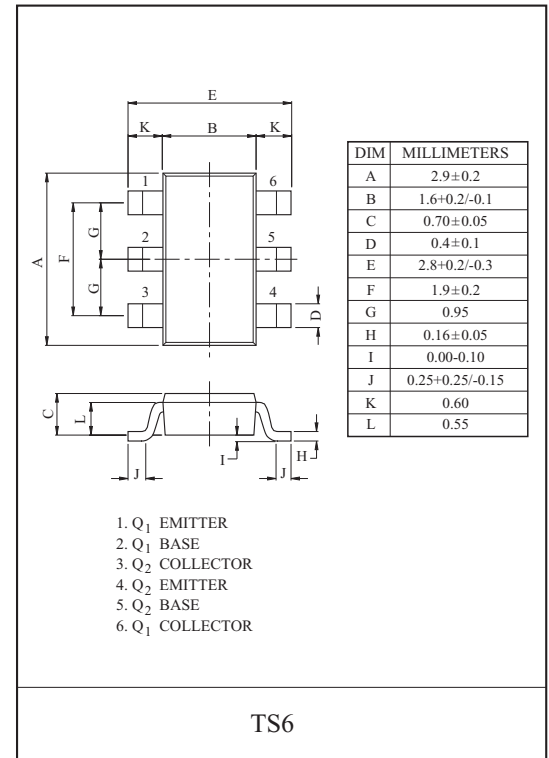 E
K B K
1 6
2 5
3 4
A
F
G
G
D
C
L
I
H
J
J
DIM MILLIMETERS
A 2.9±0.2
B 1.6+0.2/-0.1
C 0.70±0.05
D 0.4±0.1
E 2.8+0.2/-0.3
F 1.9±0.2
G 0.95
H 0.16±0.05
I 0.00-0.10
J 0.25+0.25/-0.15
K 0.60
L 0.55
1. Q1 EMITTER
2. Q1 BASE
3. Q2 COLLECTOR
4. Q2 EMITTER
5. Q2 BASE
6. Q1 COLLECTOR
TS6